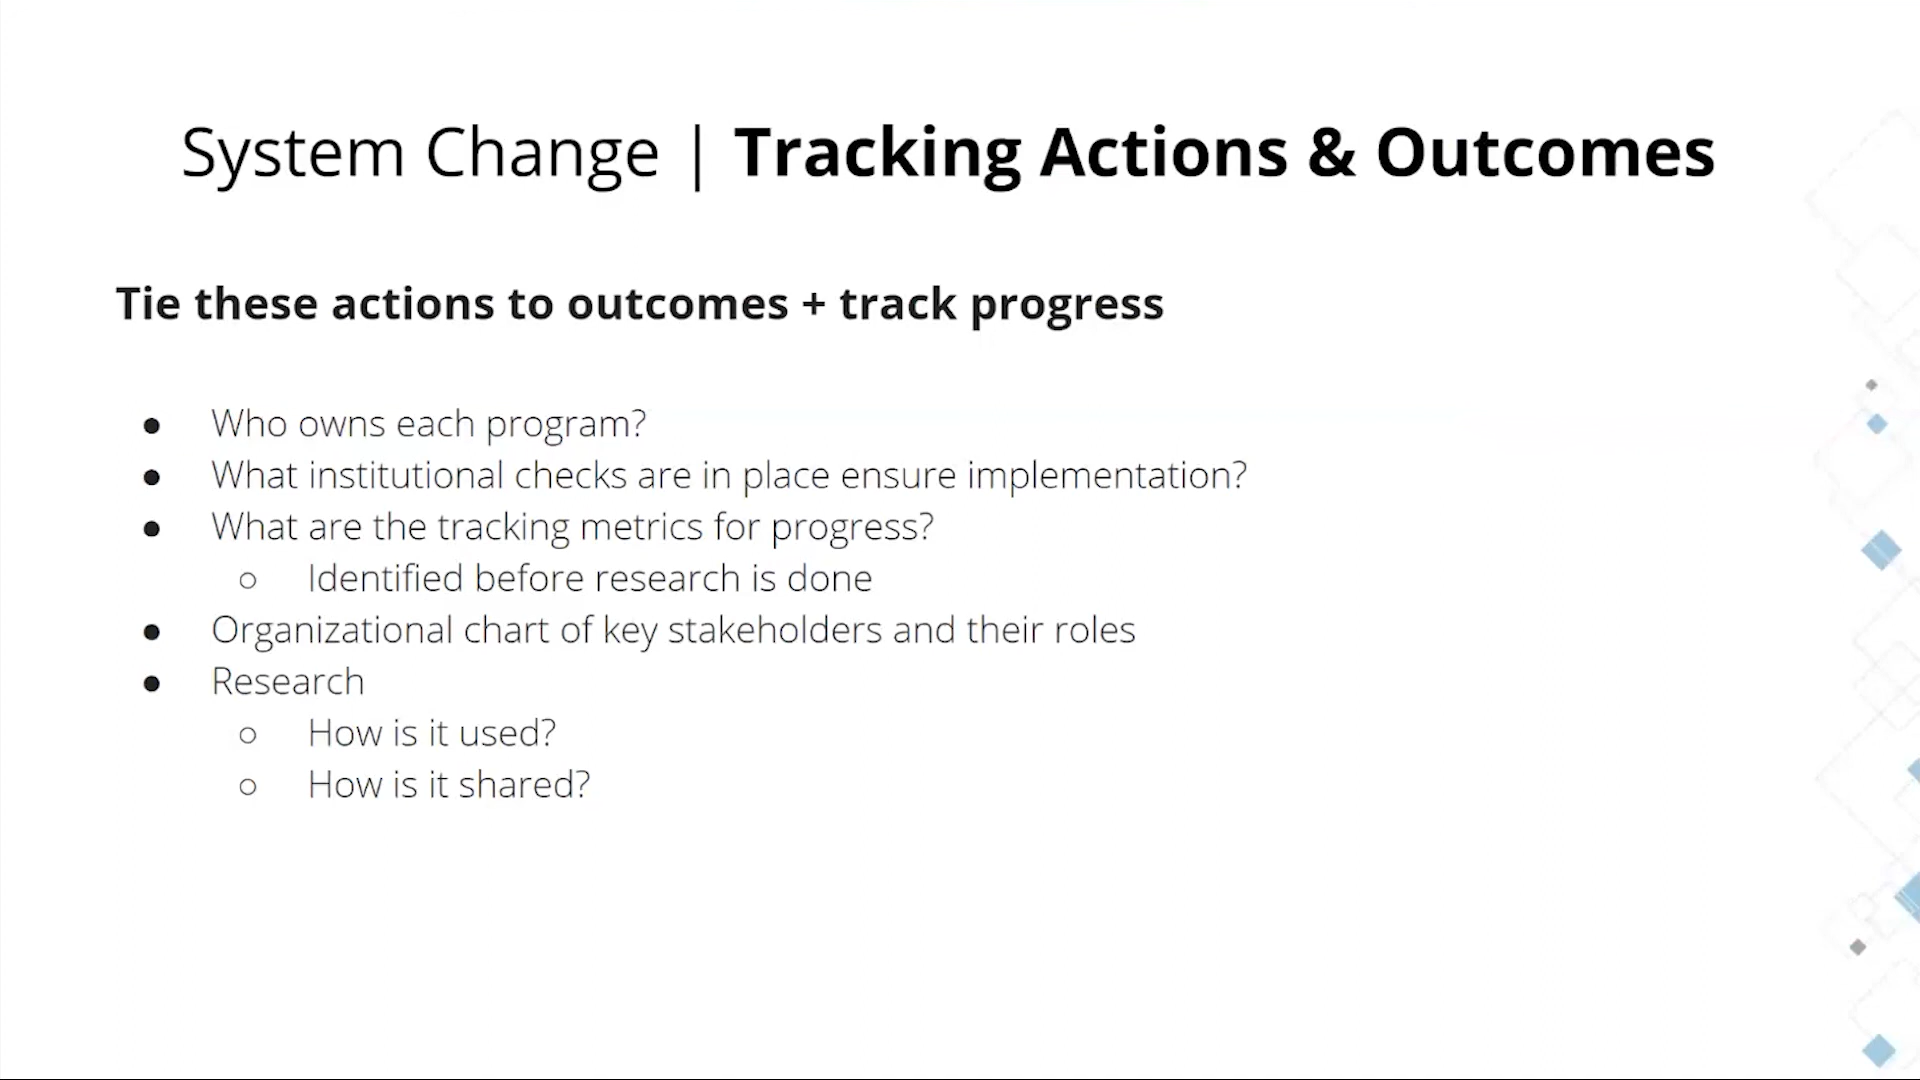 System Change | Tracking Actions & Outcomes
Tie these actions to outcomes + track progress
● Who owns each program?
● What institutional checks are in place ensure implementation?
● What are the tracking metrics for progress?
○ Identified before research is done
● Organizational chart of key stakeholders and their roles
● Research
○ How is it used?
○ How is it shared?